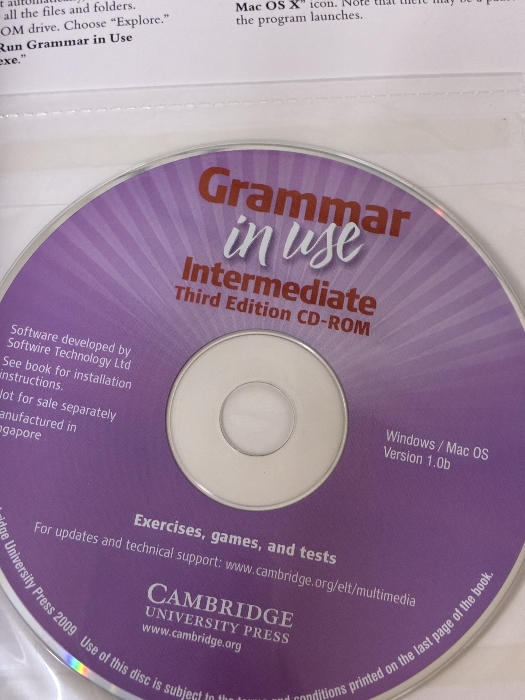 all the files and folders.
OM drive. Choose “Explore.”
Run Grammar in Use
exe.”
Mac OS X” icon. Note that there may be a
the program launches.
Grammar
in use
Intermediate
Third Edition CD-ROM
Software developed by
Softwire Technology Ltd
See book for installation
instructions.
Not for sale separately
anufactured in
ngapore
Windows / Mac OS
Version 1.0b
Exercises, games, and tests
For updates and technical support: www.cambridge.org/elt/multimedia
CAMBRIDGE
UNIVERSITY PRESS
www.cambridge.org
bridge University Press 2009 Use of this disc is subject to the terms and conditions printed on the last page of the book.